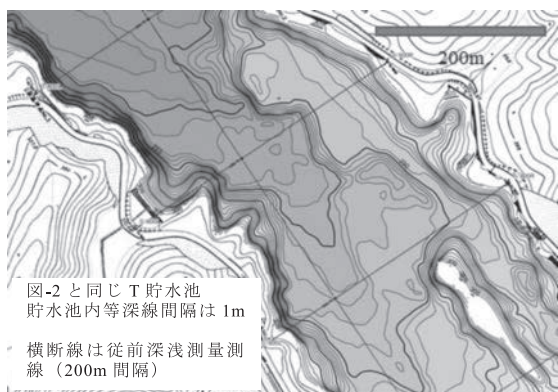 200m
図-2 と同じ T 貯水池
貯水池内等深線間隔は 1m
横断線は従前深浅測量測
線（200m 間隔）